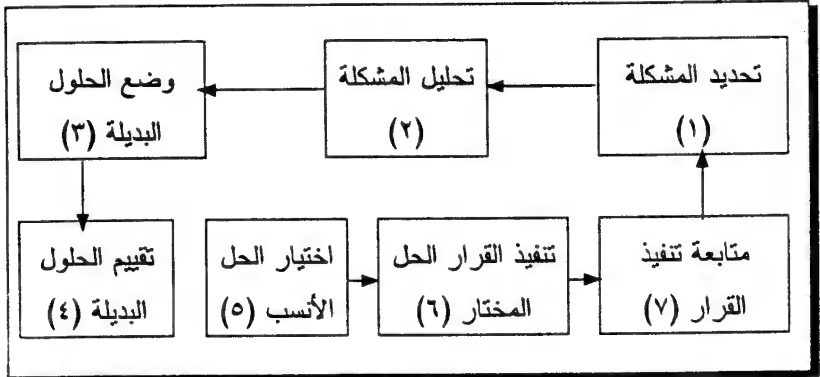 تحديد المشكلة
(١)
تحليل المشكلة
(٢)
وضع الحلول
البديلة (٣)
تقييم الحلول
البديلة (٤)
اختيار الحل
الأنسب (٥)
تنفيذ القرار الحل
المختار (٦)
متابعة تنفيذ
القرار (٧)